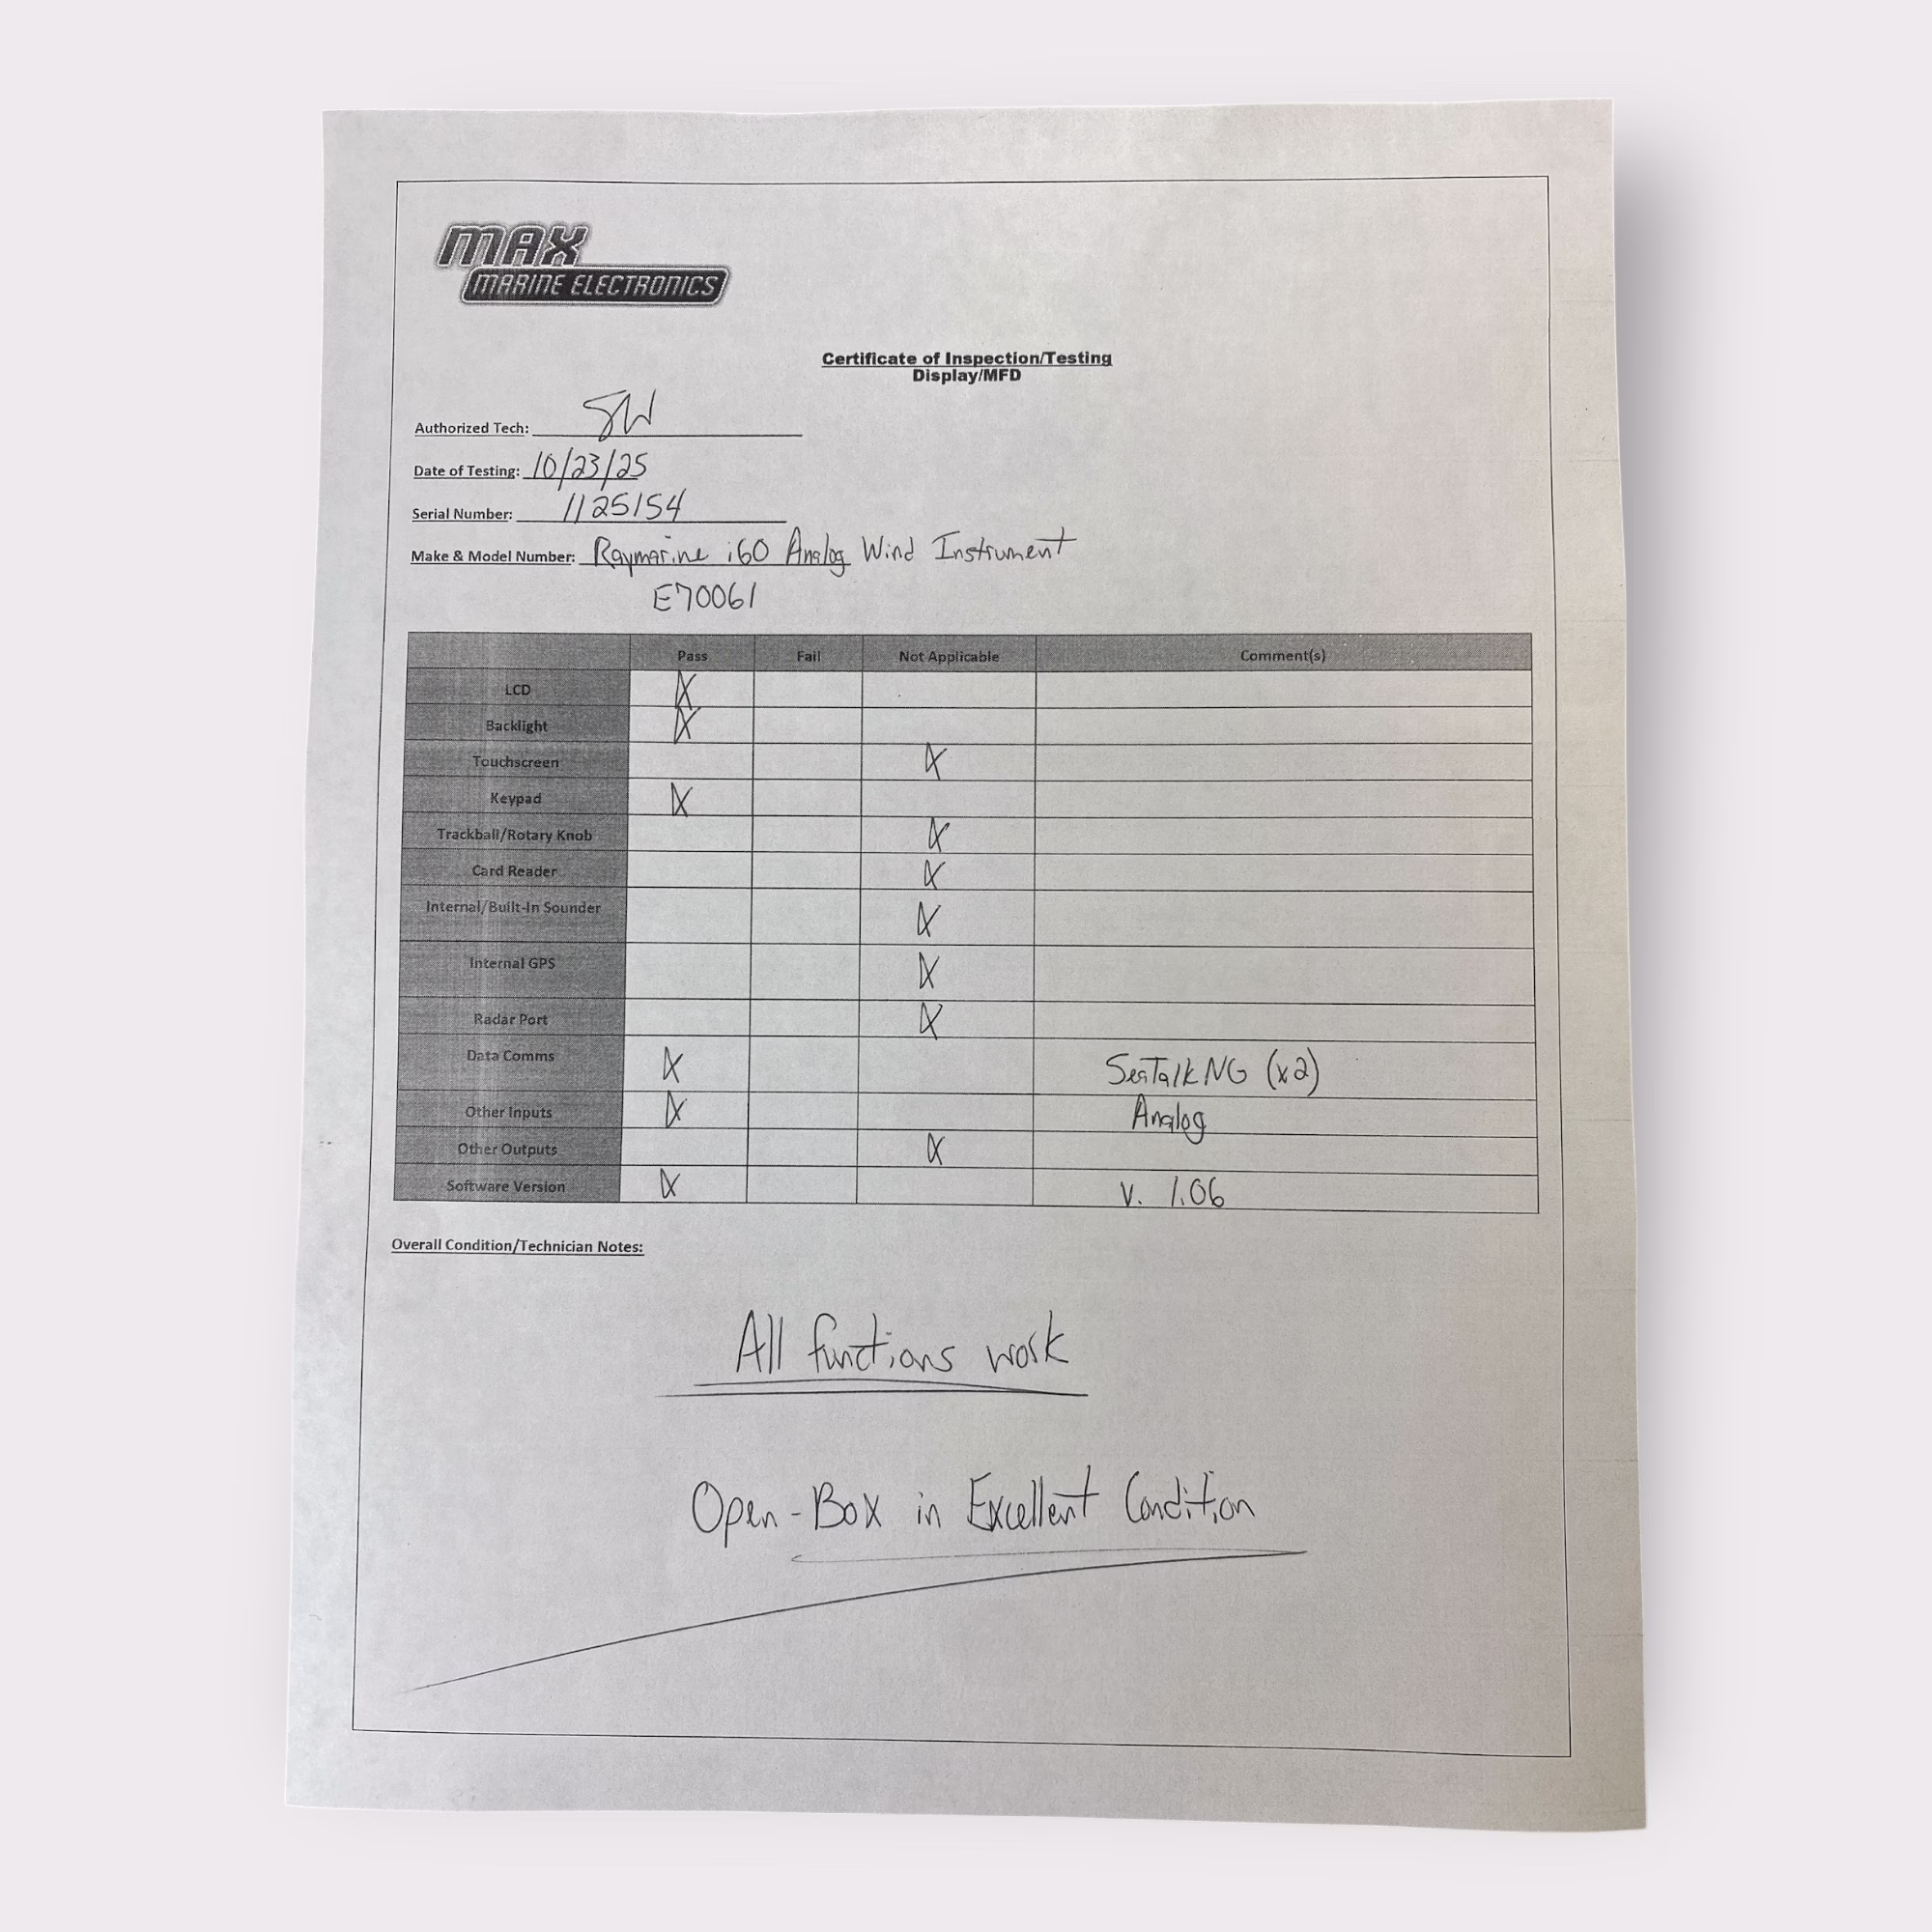 MAX
MARINE ELECTRONICS
Certificate of Inspection/Testing
Display/MFD
Authorized Tech: SW
Date of Testing: 10/23/25
Serial Number: 1125154
Make & Model Number: Raymarine i60 Analog Wind Instrument
E70061
Pass Fail Not Applicable Comment(s)
LCD X
Backlight X
Touchscreen X
Keypad X
Trackball/Rotary Knob X
Card Reader X
Internal/Built-In Sounder X
Internal GPS X
Radar Port X
Data Comms X SeaTalk NG (x2)
Other Inputs X Analog
Other Outputs X
Software Version X V. 1.06
Overall Condition/Technician Notes:
All functions work
Open-Box in Excellent Condition